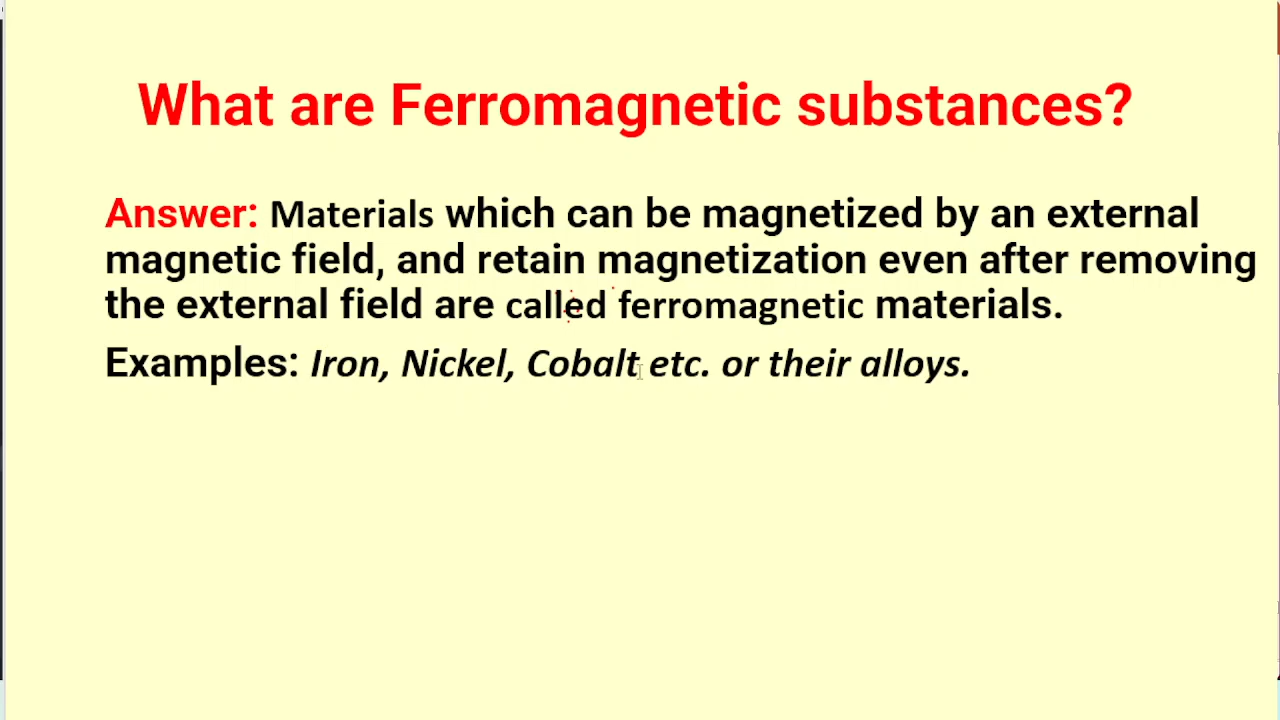 What are Ferromagnetic substances?
Answer: Materials which can be magnetized by an external
magnetic field, and retain magnetization even after removing
the external field are called ferromagnetic materials.
Examples: Iron, Nickel, Cobalt etc. or their alloys.